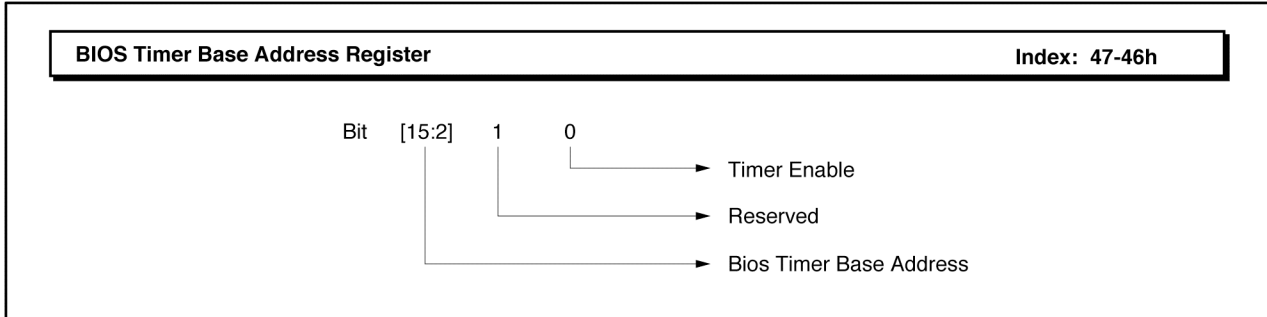 BIOS Timer Base Address Register Index: 47-46h
Bit [15:2] 1 0
Timer Enable
Reserved
Bios Timer Base Address